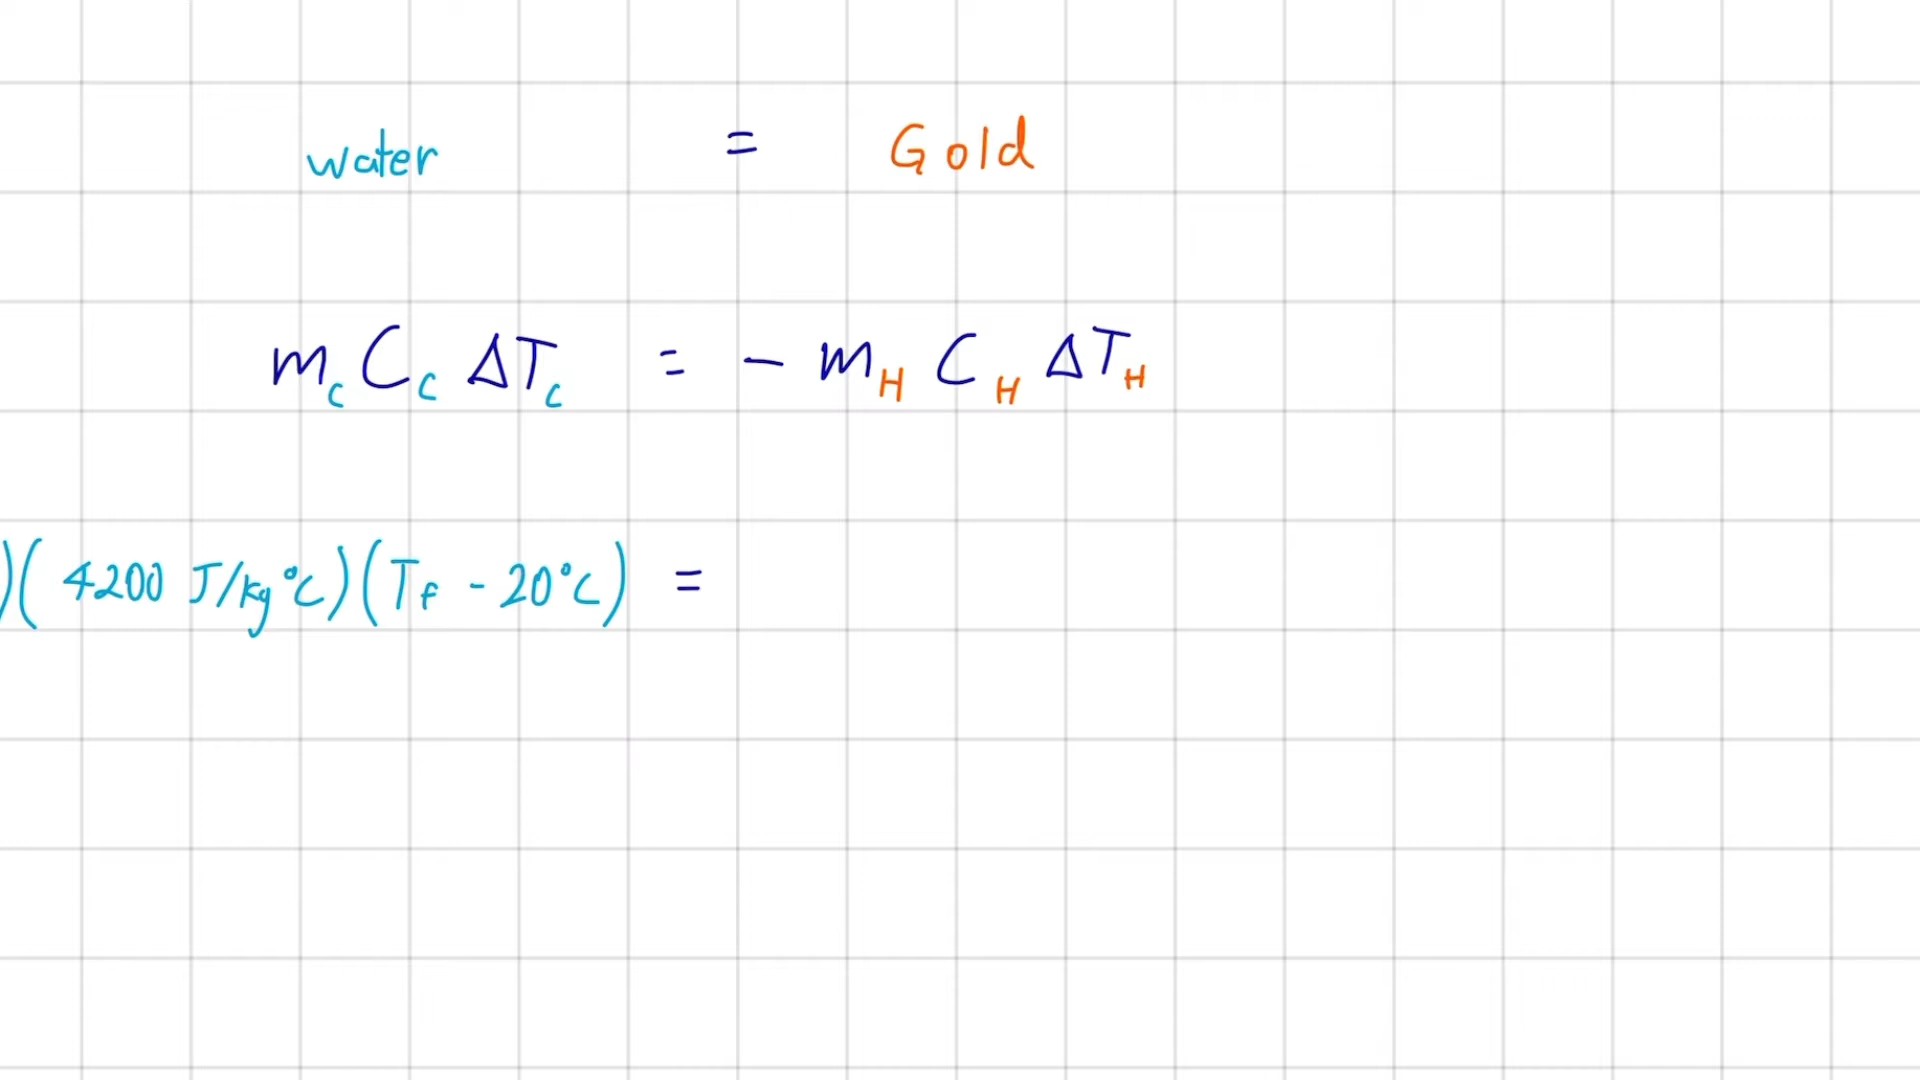 water = Gold
m_c C_c ΔT_c = - m_H C_H ΔT_H
)(4200 J/kg°C)(T_f - 20°C) =